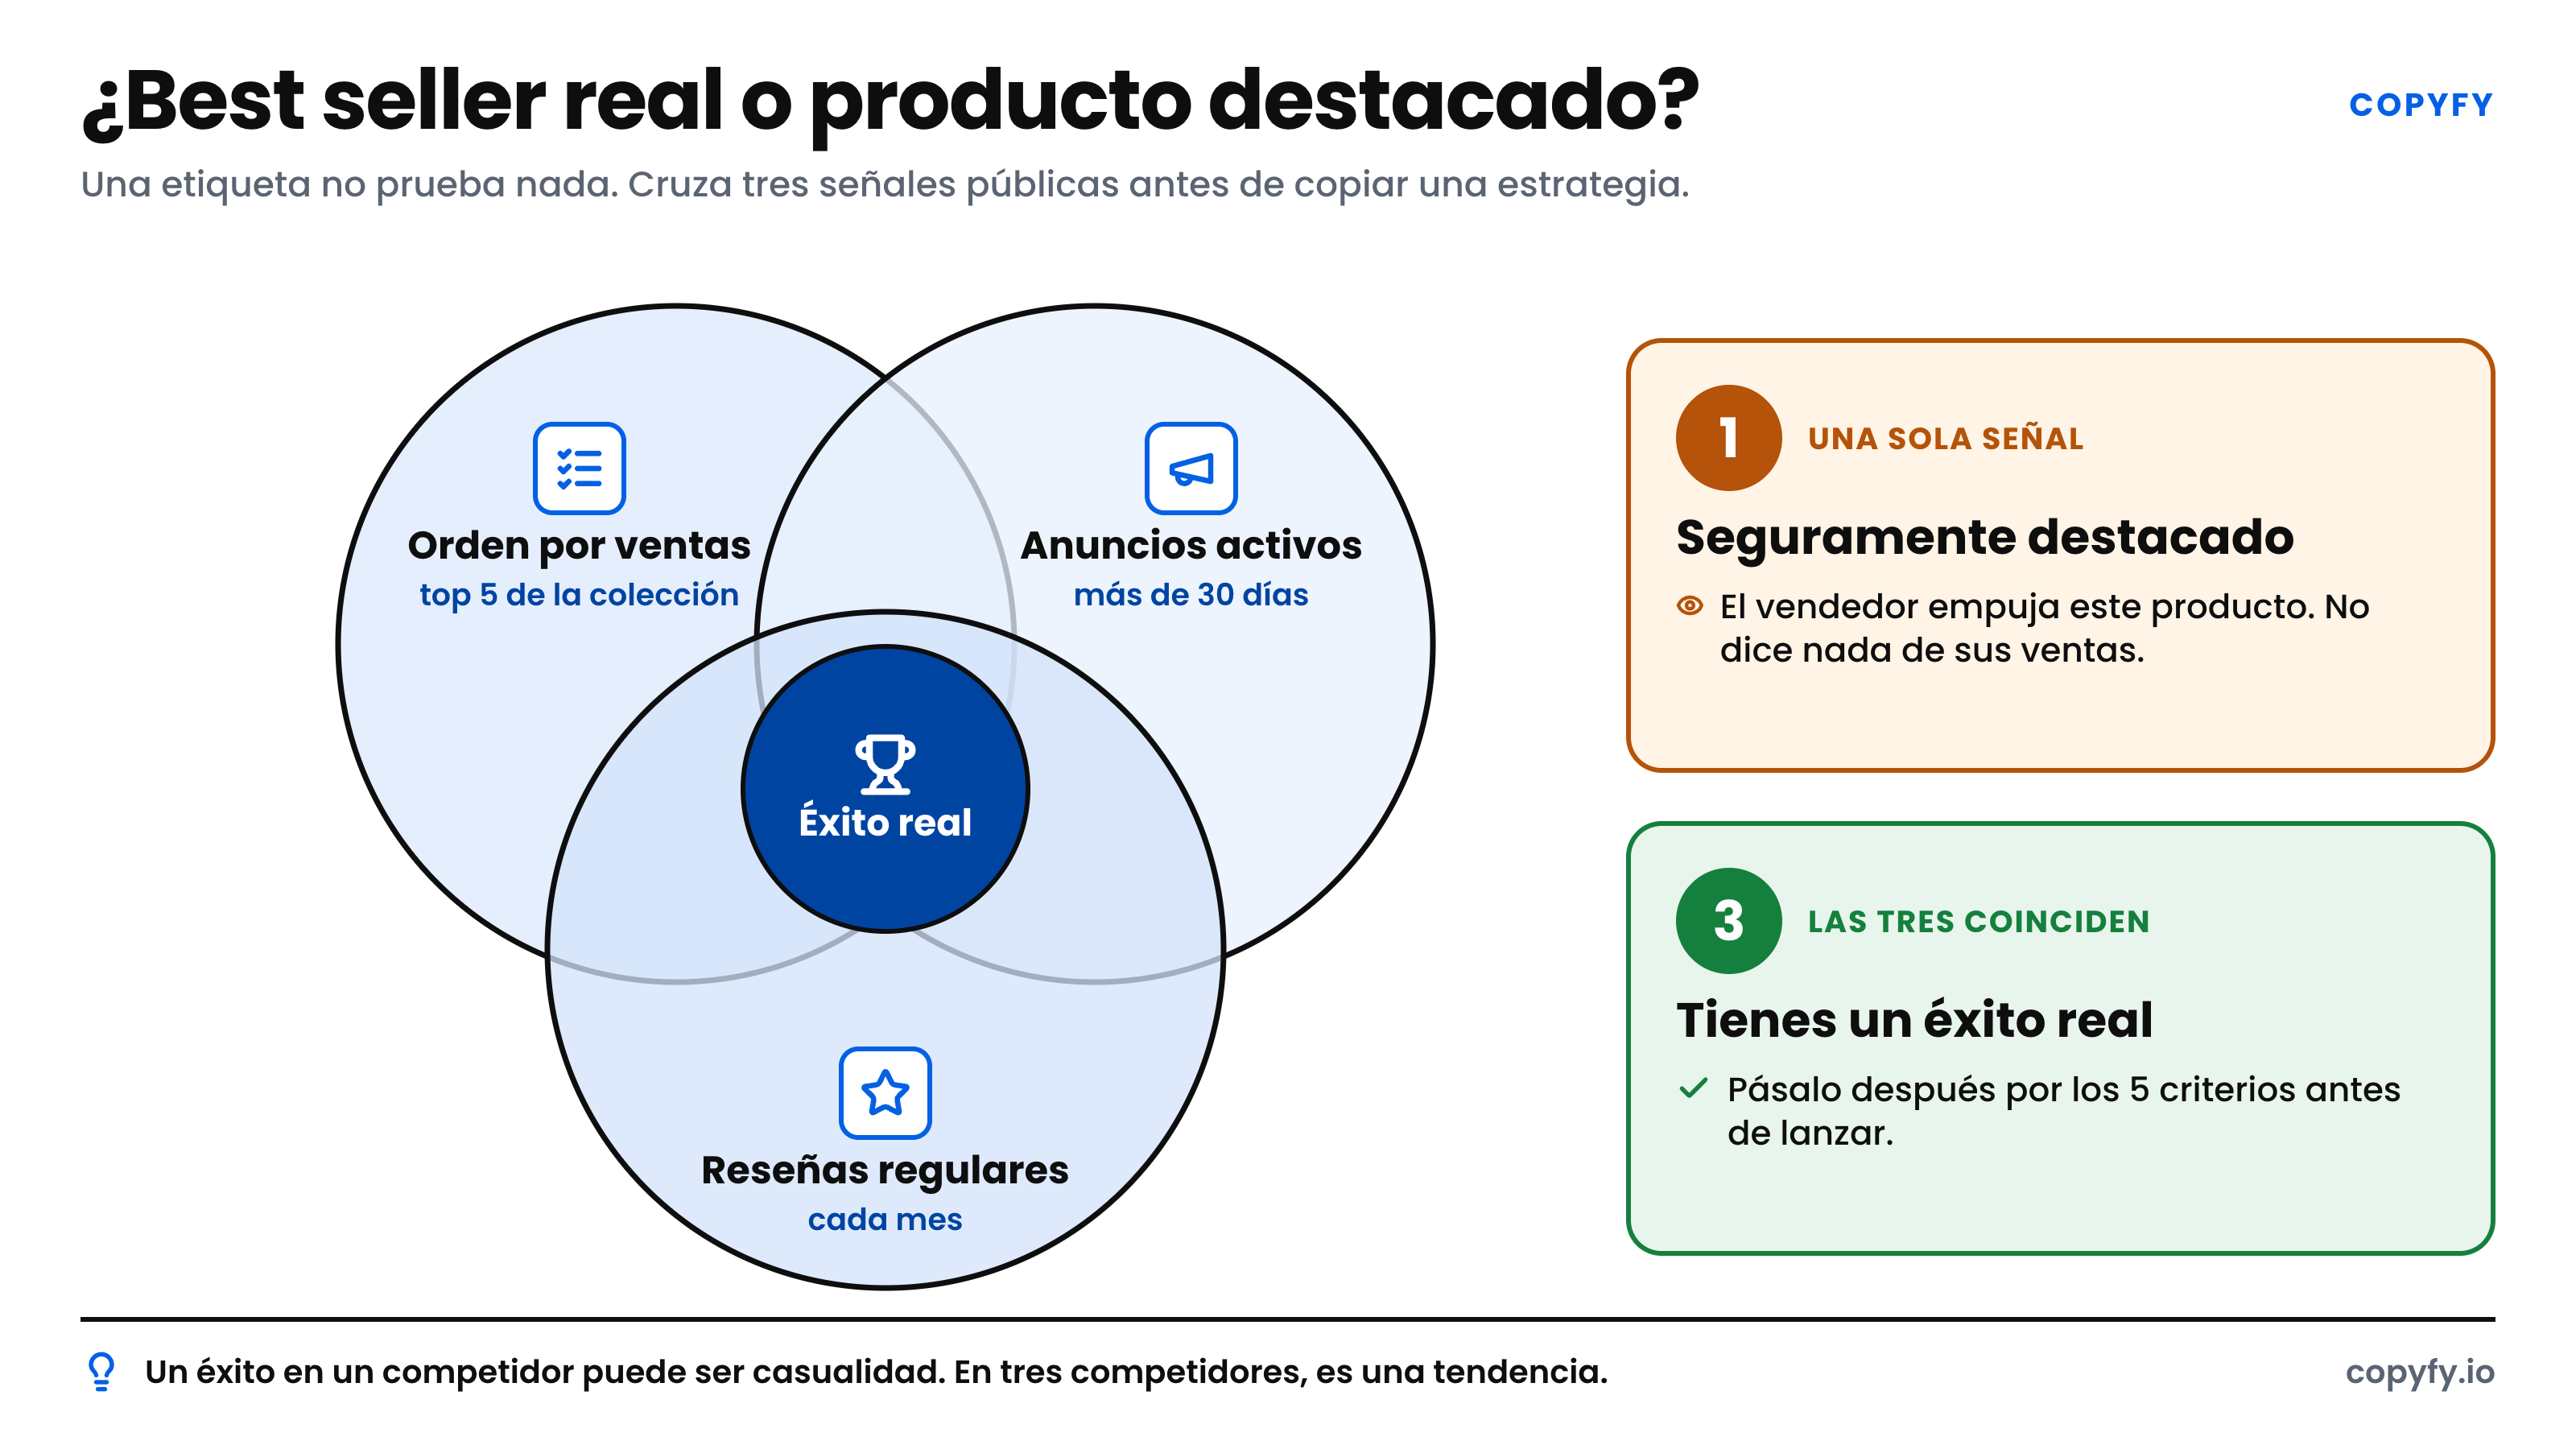 ¿Best seller real o producto destacado?
COPYFY
Una etiqueta no prueba nada. Cruza tres señales públicas antes de copiar una estrategia.
Orden por ventas
top 5 de la colección
Anuncios activos
más de 30 días
Éxito real
Reseñas regulares
cada mes
1
UNA SOLA SEÑAL
Seguramente destacado
El vendedor empuja este producto. No
dice nada de sus ventas.
3
LAS TRES COINCIDEN
Tienes un éxito real
Pásalo después por los 5 criterios antes
de lanzar.
Un éxito en un competidor puede ser casualidad. En tres competidores, es una tendencia.
copyfy.io